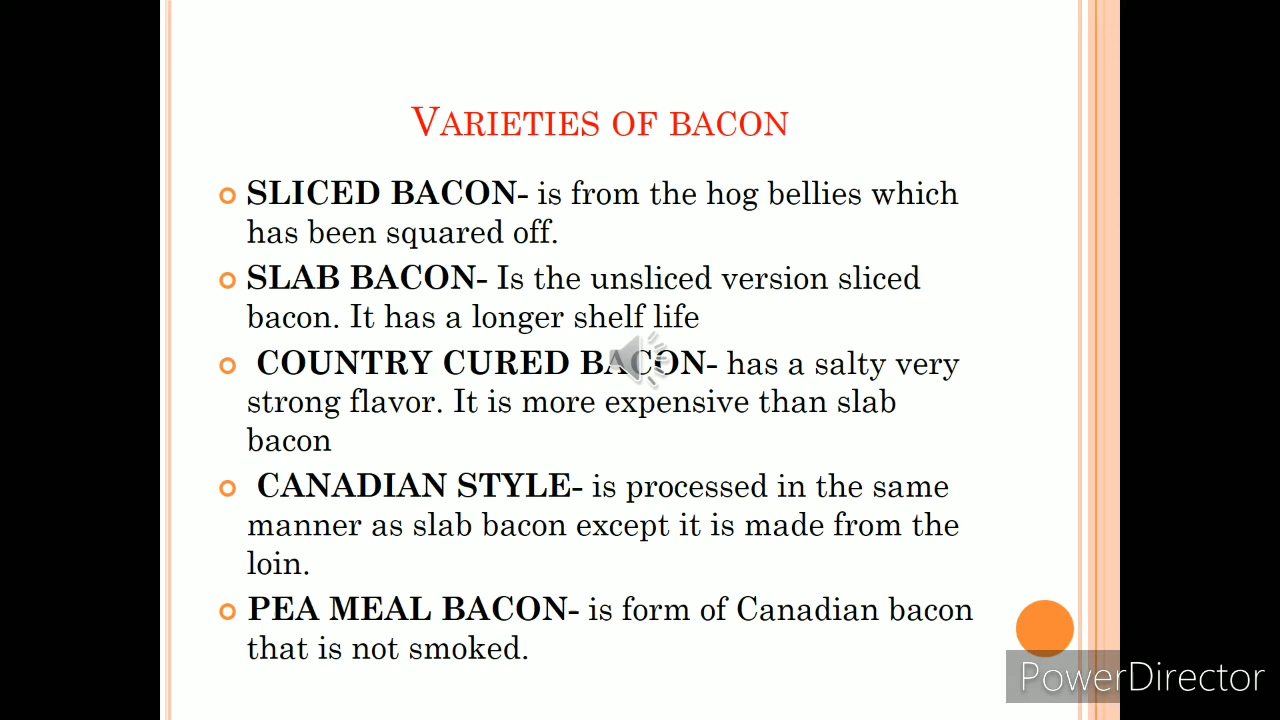 VARIETIES OF BACON
SLICED BACON- is from the hog bellies which
has been squared off.
SLAB BACON- Is the unsliced version sliced
bacon. It has a longer shelf life
COUNTRY CURED BACON- has a salty very
strong flavor. It is more expensive than slab
bacon
CANADIAN STYLE- is processed in the same
manner as slab bacon except it is made from the
loin.
PEA MEAL BACON- is form of Canadian bacon
that is not smoked.
PowerDirector